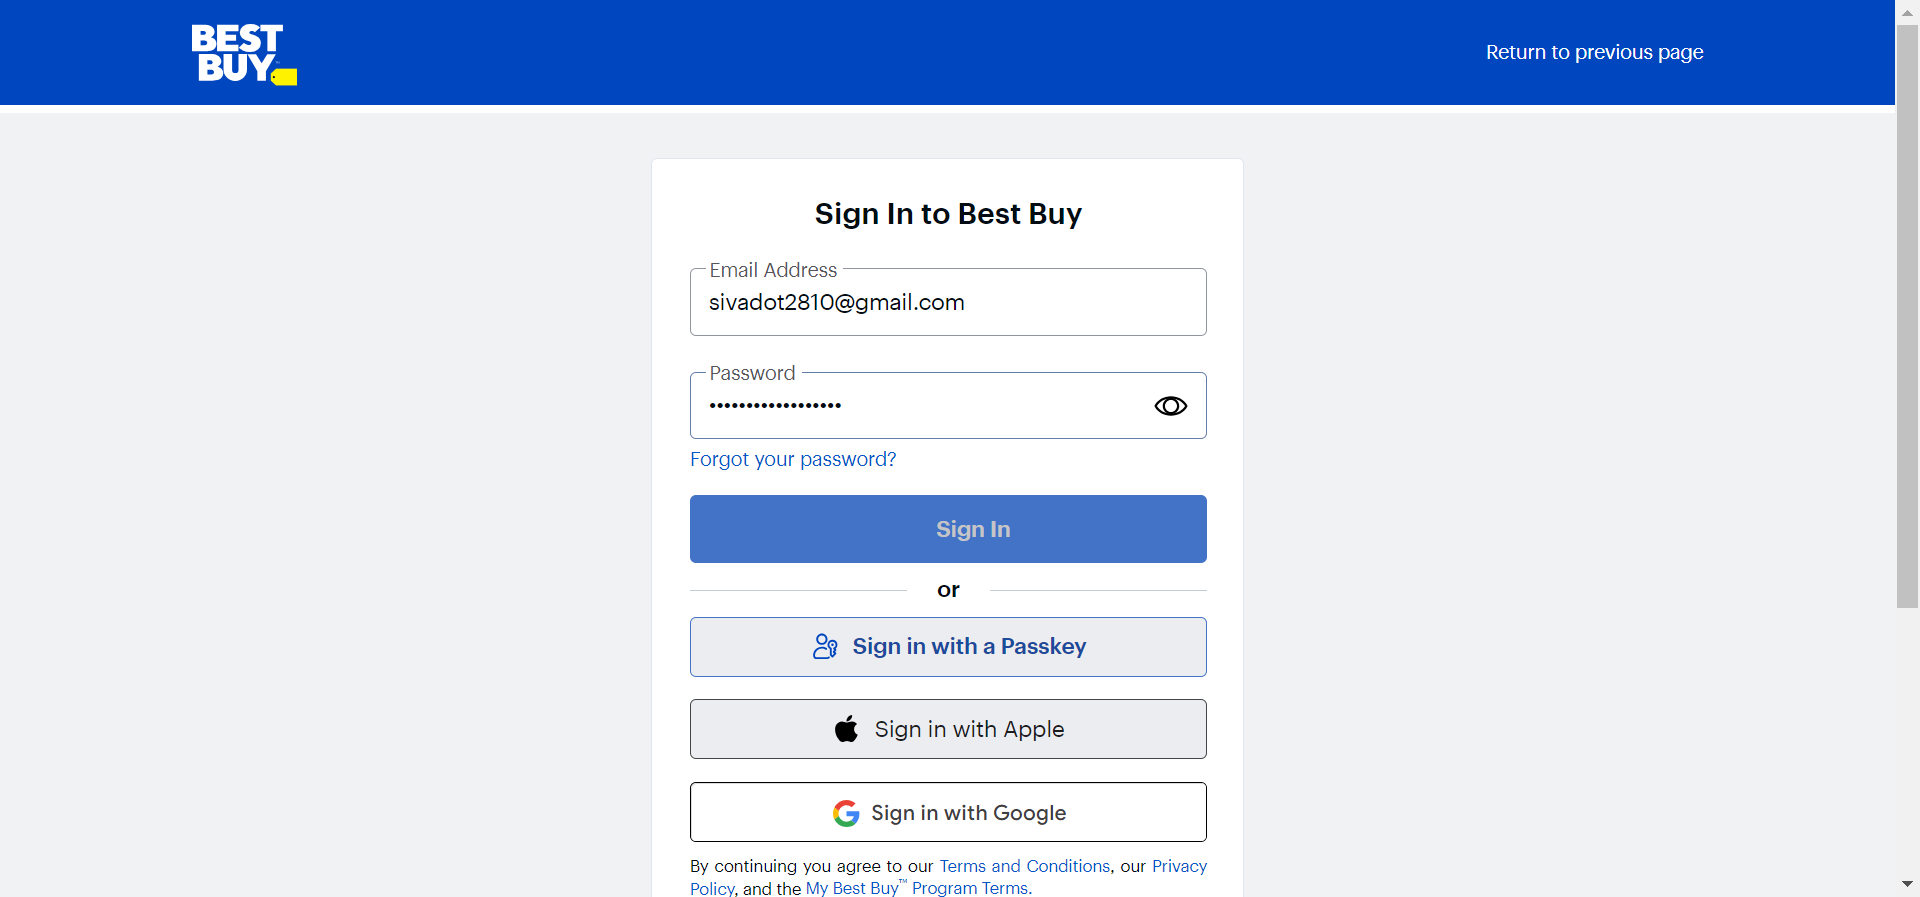 BEST
BUY
Return to previous page
Sign In to Best Buy
Email Address
sivadot2810@gmail.com
Password
••••••••••••••••••
Forgot your password?
Sign In
or
Sign in with a Passkey
Sign in with Apple
Sign in with Google
By continuing you agree to our Terms and Conditions, our Privacy
Policy, and the My Best Buy™ Program Terms.